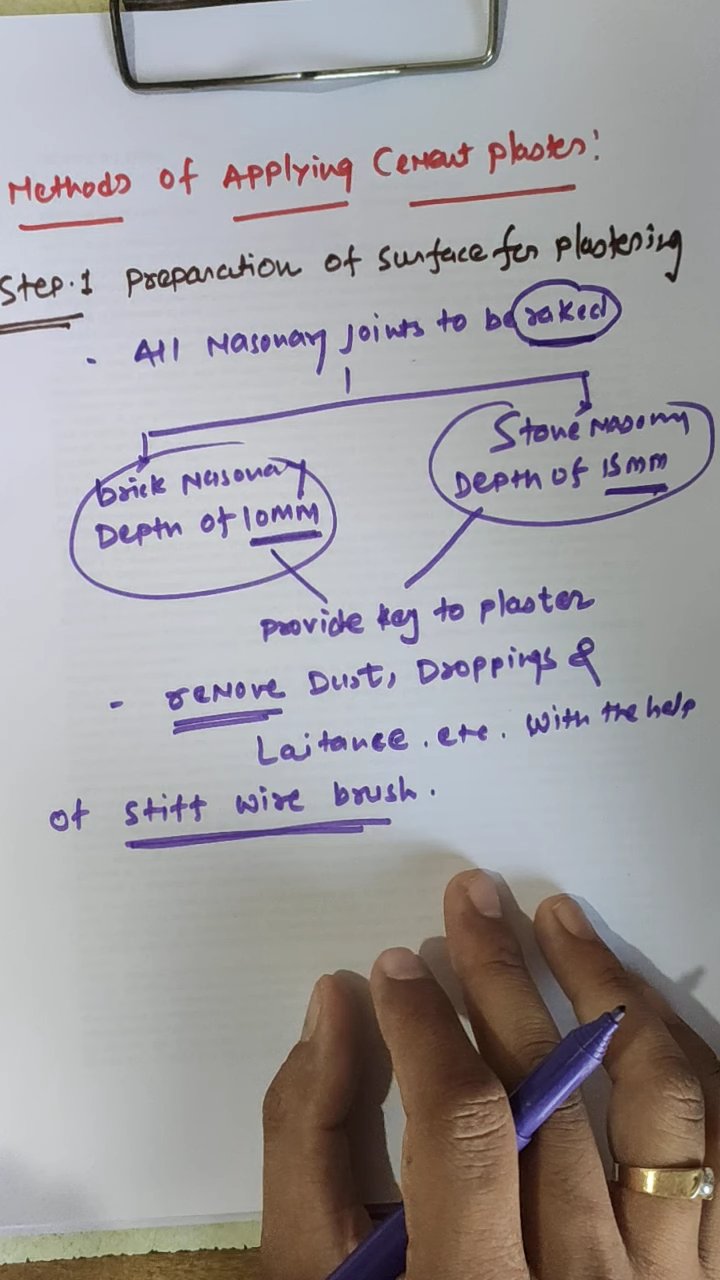 Methods of Applying Cement plaster:
Step.1 preparation of surface for plastering
- All Masonary joints to be raked
brick Masonary
Depth of 10MM
Stone Masonry
Depth of 15MM
provide key to plaster
- remove Dust, Droppings &
Laitance. etc. with the help
of stiff wire brush.